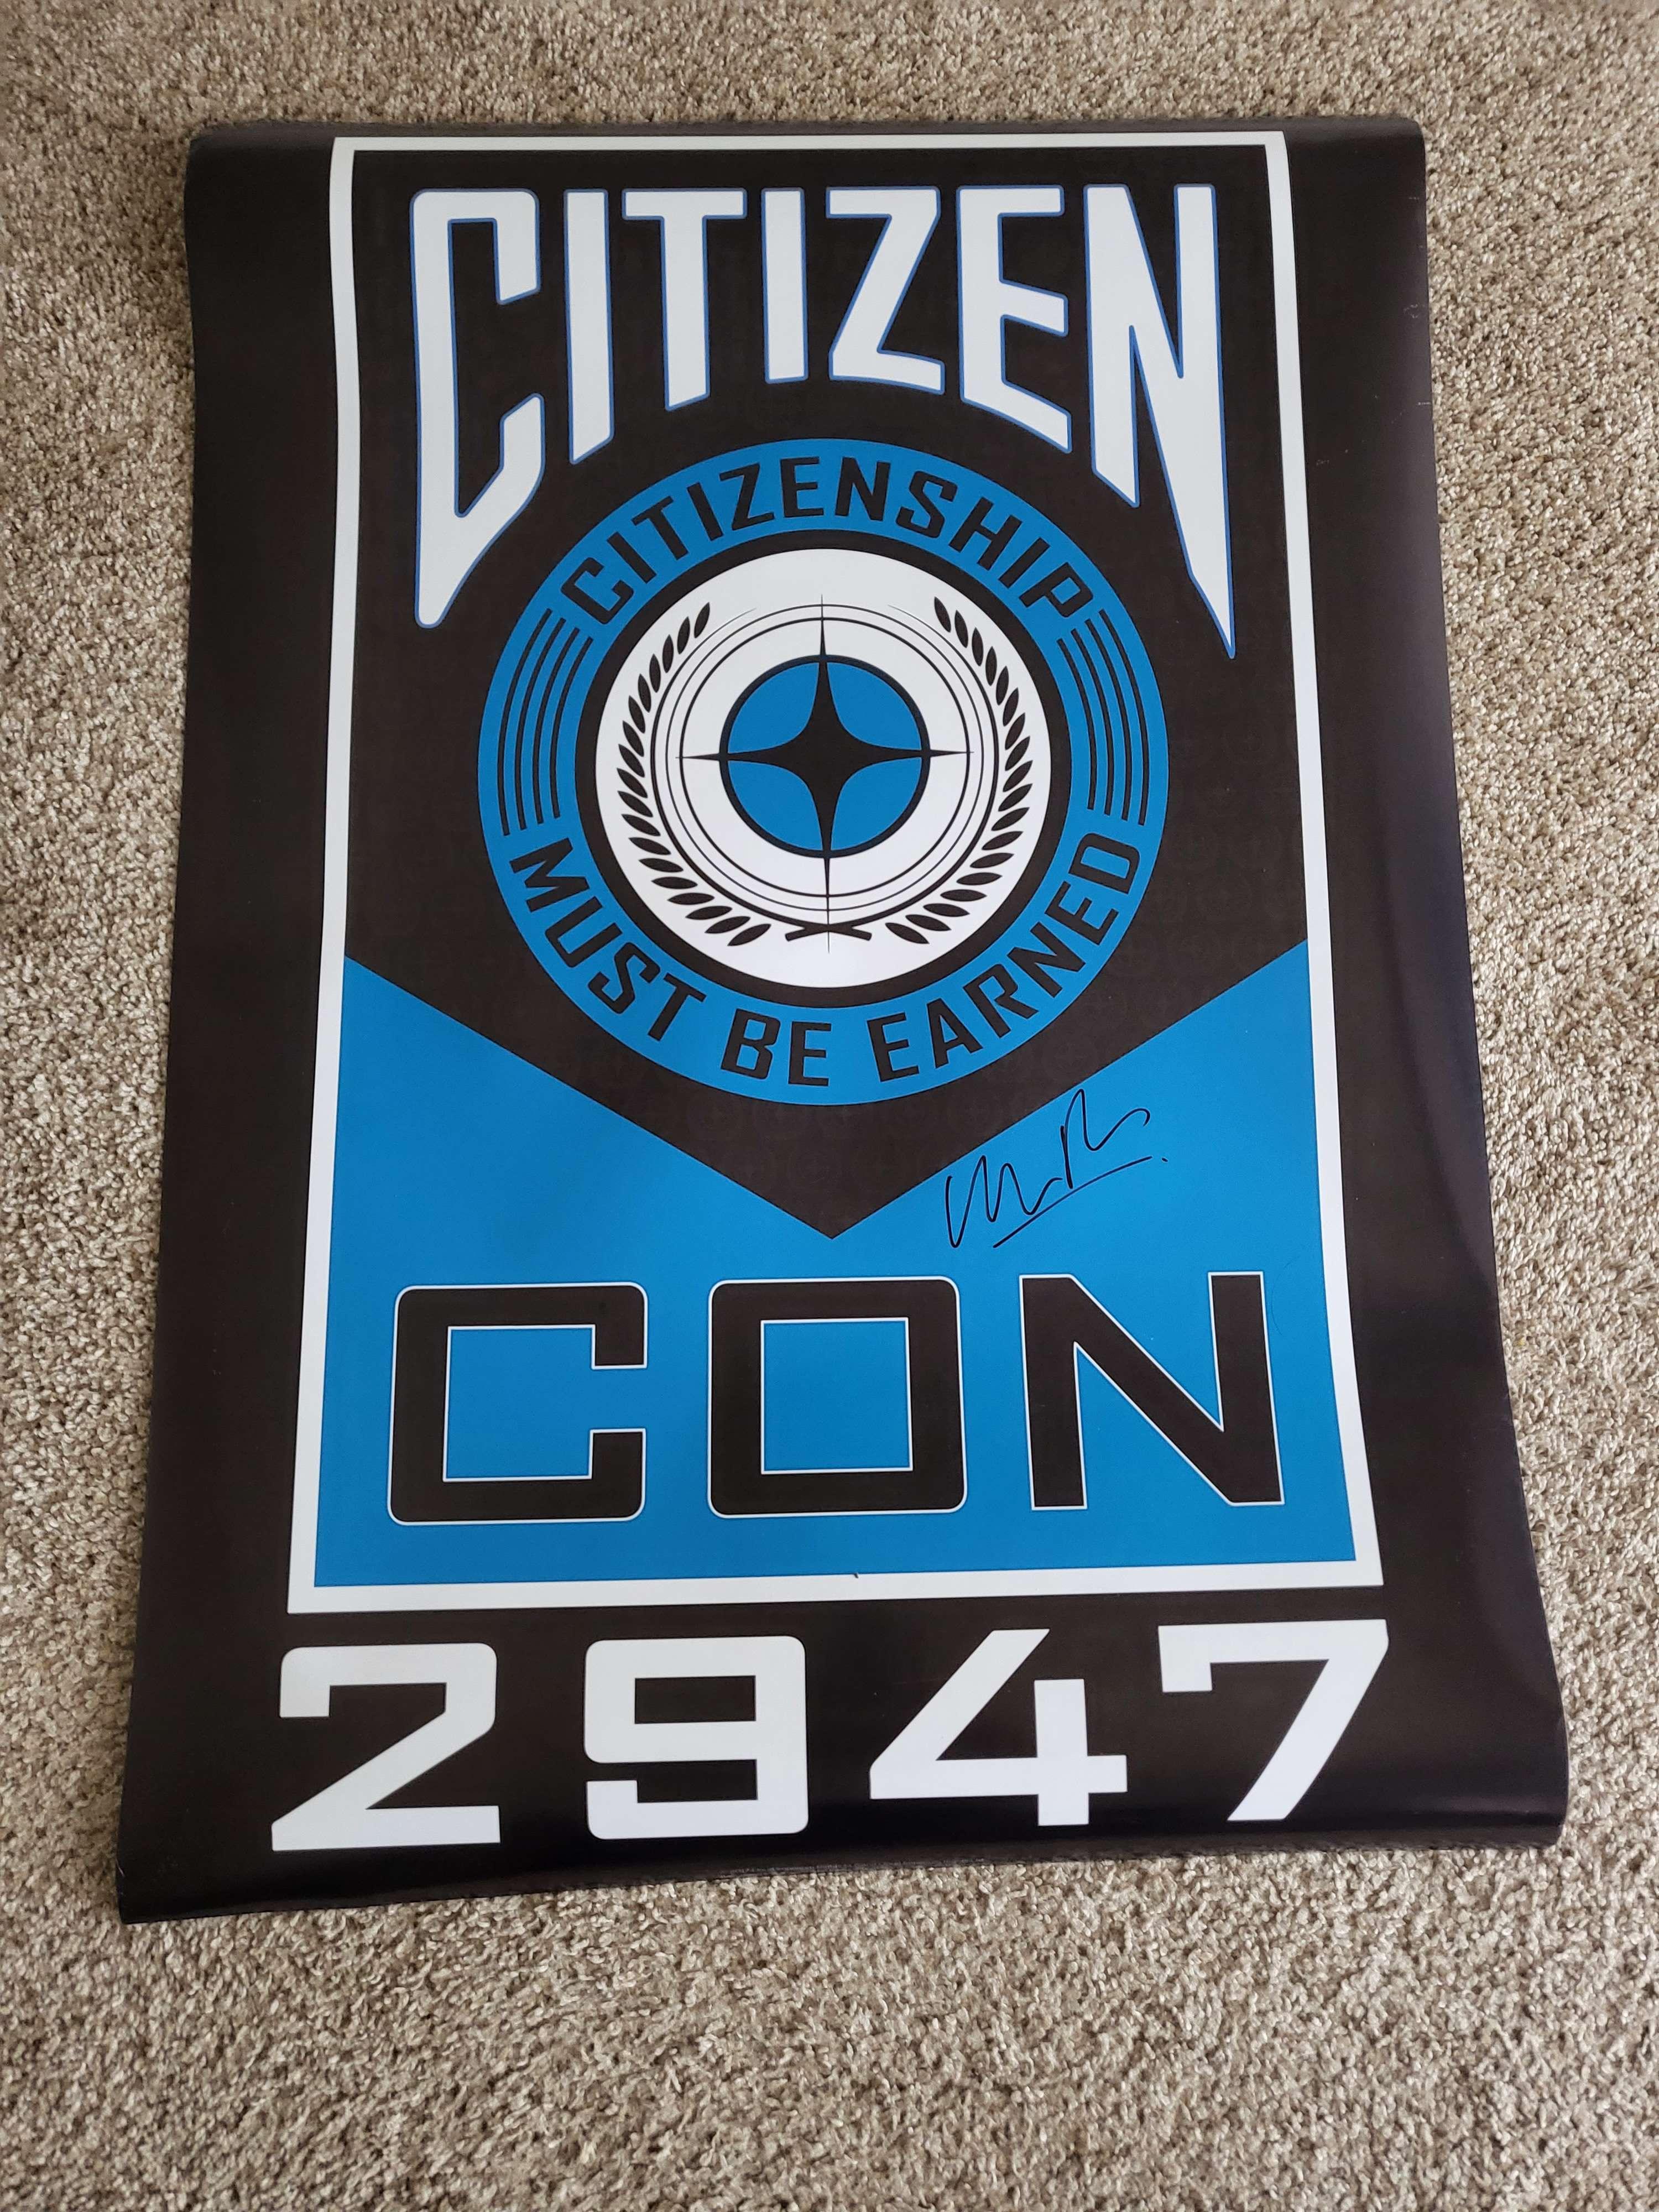 CITIZEN
CITIZENSHIP
MUST BE EARNED
CON
2947